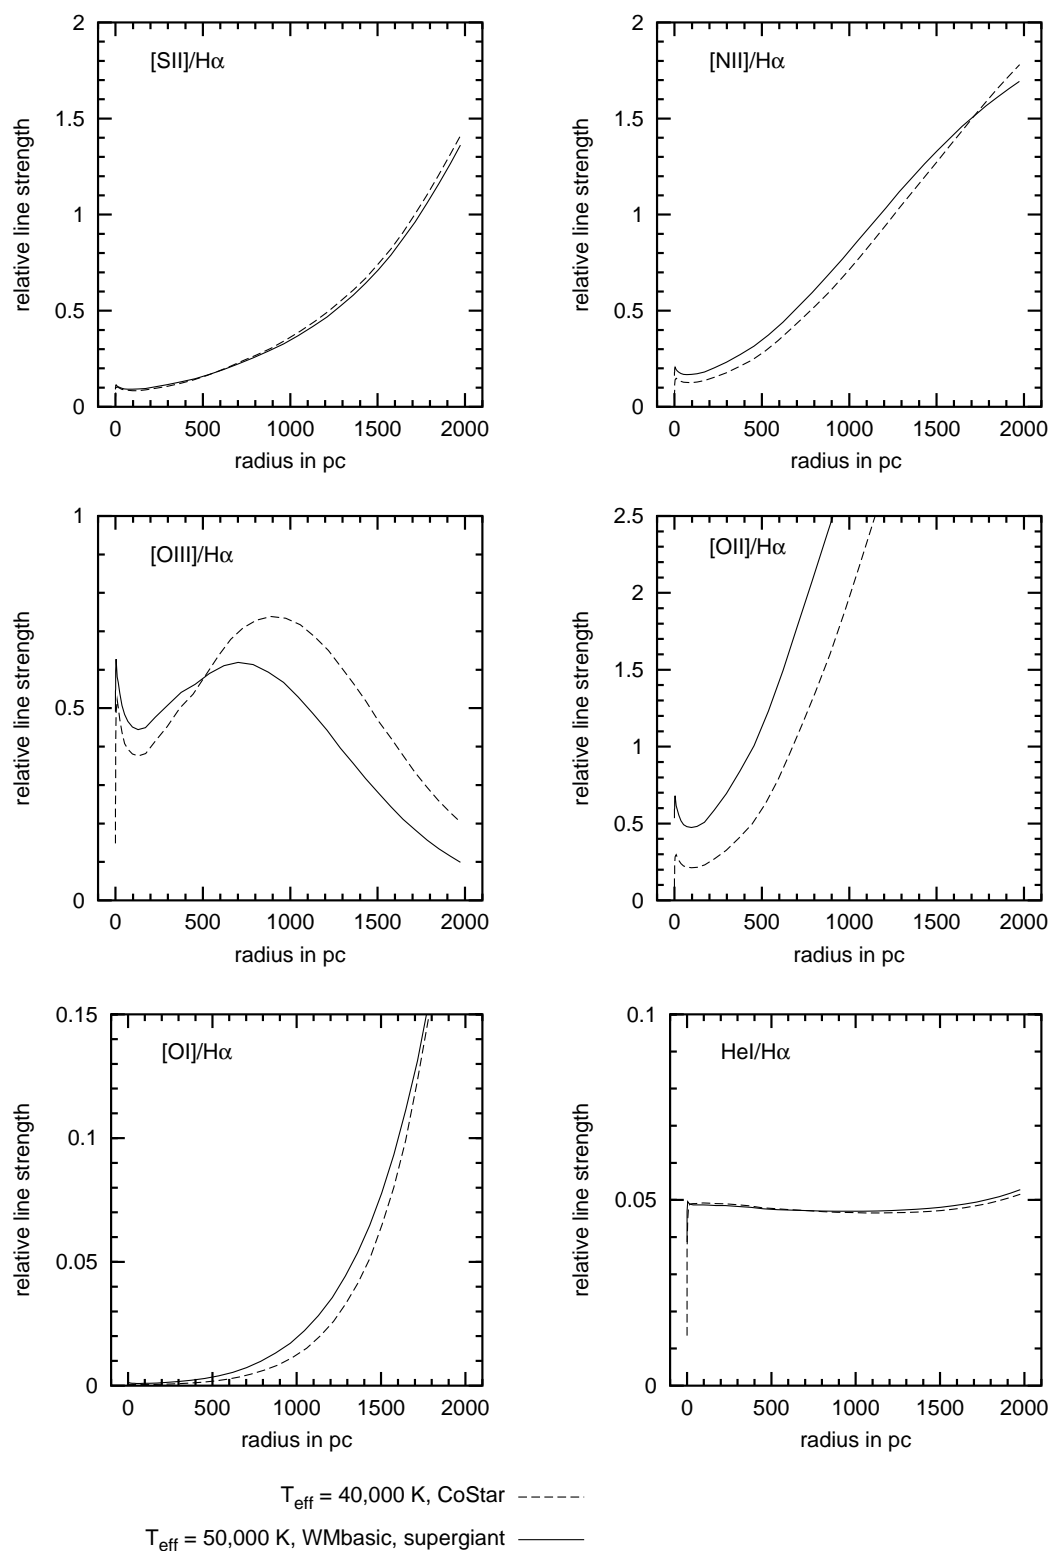 [SII]/Hα
relative line strength
2
1.5
1
0.5
0
0 500 1000 1500 2000
radius in pc
[NII]/Hα
relative line strength
2
1.5
1
0.5
0
0 500 1000 1500 2000
radius in pc
[OIII]/Hα
relative line strength
1
0.5
0
0 500 1000 1500 2000
radius in pc
[OII]/Hα
relative line strength
2.5
2
1.5
1
0.5
0
0 500 1000 1500 2000
radius in pc
[OI]/Hα
relative line strength
0.15
0.1
0.05
0
0 500 1000 1500 2000
radius in pc
HeI/Hα
relative line strength
0.1
0.05
0
0 500 1000 1500 2000
radius in pc
Teff = 40,000 K, CoStar
Teff = 50,000 K, WMbasic, supergiant